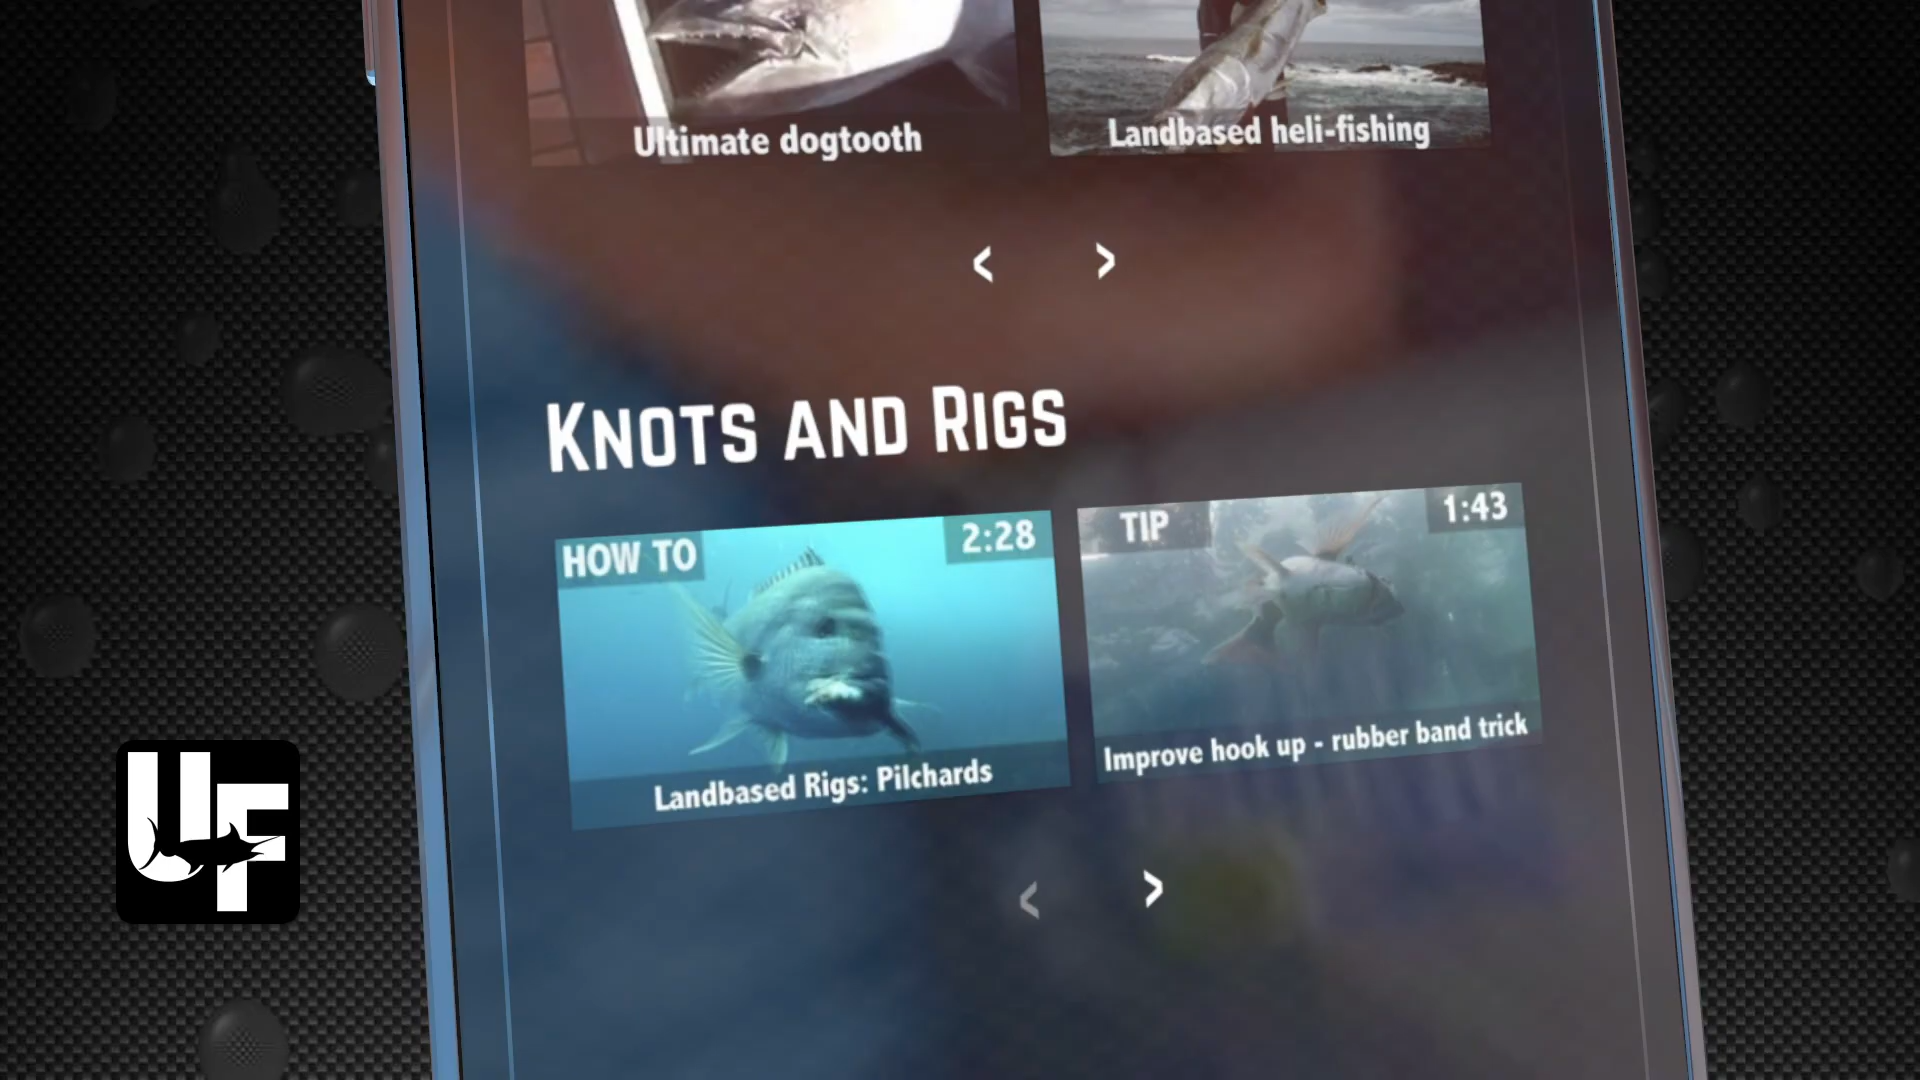 Ultimate dogtooth
Landbased heli-fishing
< >
KNOTS AND RIGS
HOW TO
2:28
TIP
1:43
Landbased Rigs: Pilchards
Improve hook up - rubber band trick
< >
UF